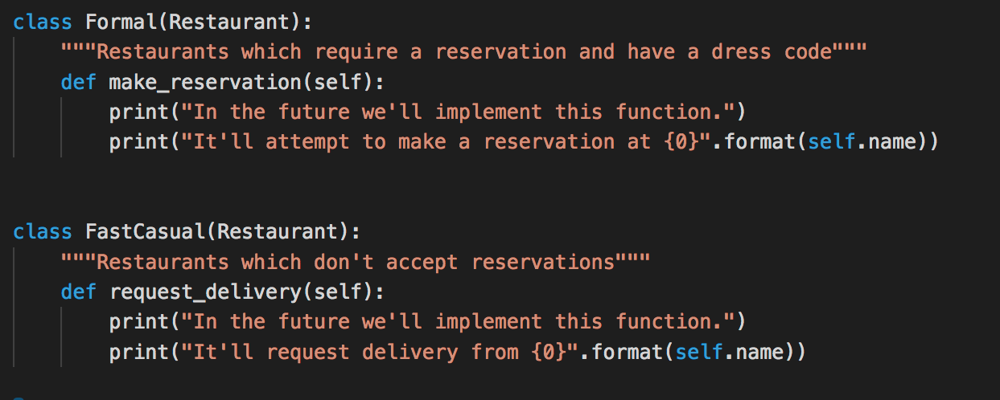 class Formal(Restaurant):
    """Restaurants which require a reservation and have a dress code"""
    def make_reservation(self):
        print("In the future we'll implement this function.")
        print("It'll attempt to make a reservation at {0}".format(self.name))
class FastCasual(Restaurant):
    """Restaurants which don't accept reservations"""
    def request_delivery(self):
        print("In the future we'll implement this function.")
        print("It'll request delivery from {0}".format(self.name))